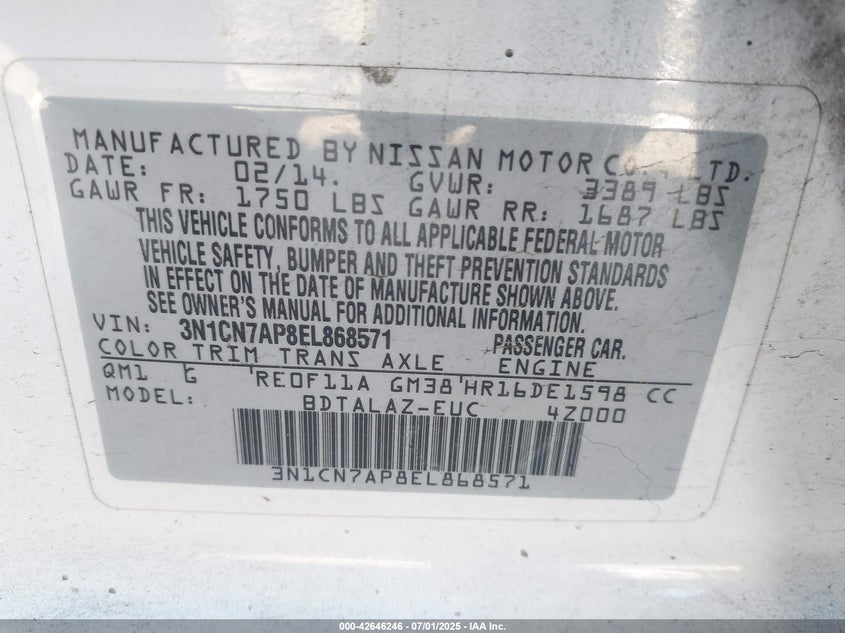 MANUFACTURED BY NISSAN MOTOR CO., LTD.
DATE: 02/14. GVWR: 3389 LBS
GAWR FR: 1750 LBS GAWR RR: 1687 LBS
THIS VEHICLE CONFORMS TO ALL APPLICABLE FEDERAL MOTOR
VEHICLE SAFETY, BUMPER AND THEFT PREVENTION STANDARDS
IN EFFECT ON THE DATE OF MANUFACTURE SHOWN ABOVE.
SEE OWNER'S MANUAL FOR ADDITIONAL INFORMATION.
VIN: 3N1CN7AP8EL868571 PASSENGER CAR.
COLOR TRIM TRANS AXLE ENGINE
QM1 G RE0F11A GM38 HR16DE1598 CC
MODEL: BDTALAZ-EUC 4Z000
3N1CN7AP8EL868571
000-42646246 - 07/01/2025 - IAA Inc.